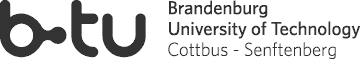 b-tu
Brandenburg
University of Technology
Cottbus - Senftenberg